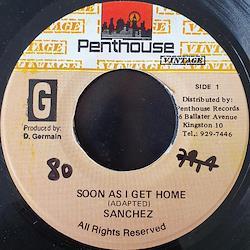 Penthouse
VINTAGE
SIDE 1
G
Produced by:
D. Germain
Distributed by:
Penthouse Records
6 Ballater Avenue
Kingston 10
Tel.: 929-7446
80
SOON AS I GET HOME
(ADAPTED)
SANCHEZ
All Rights Reserved